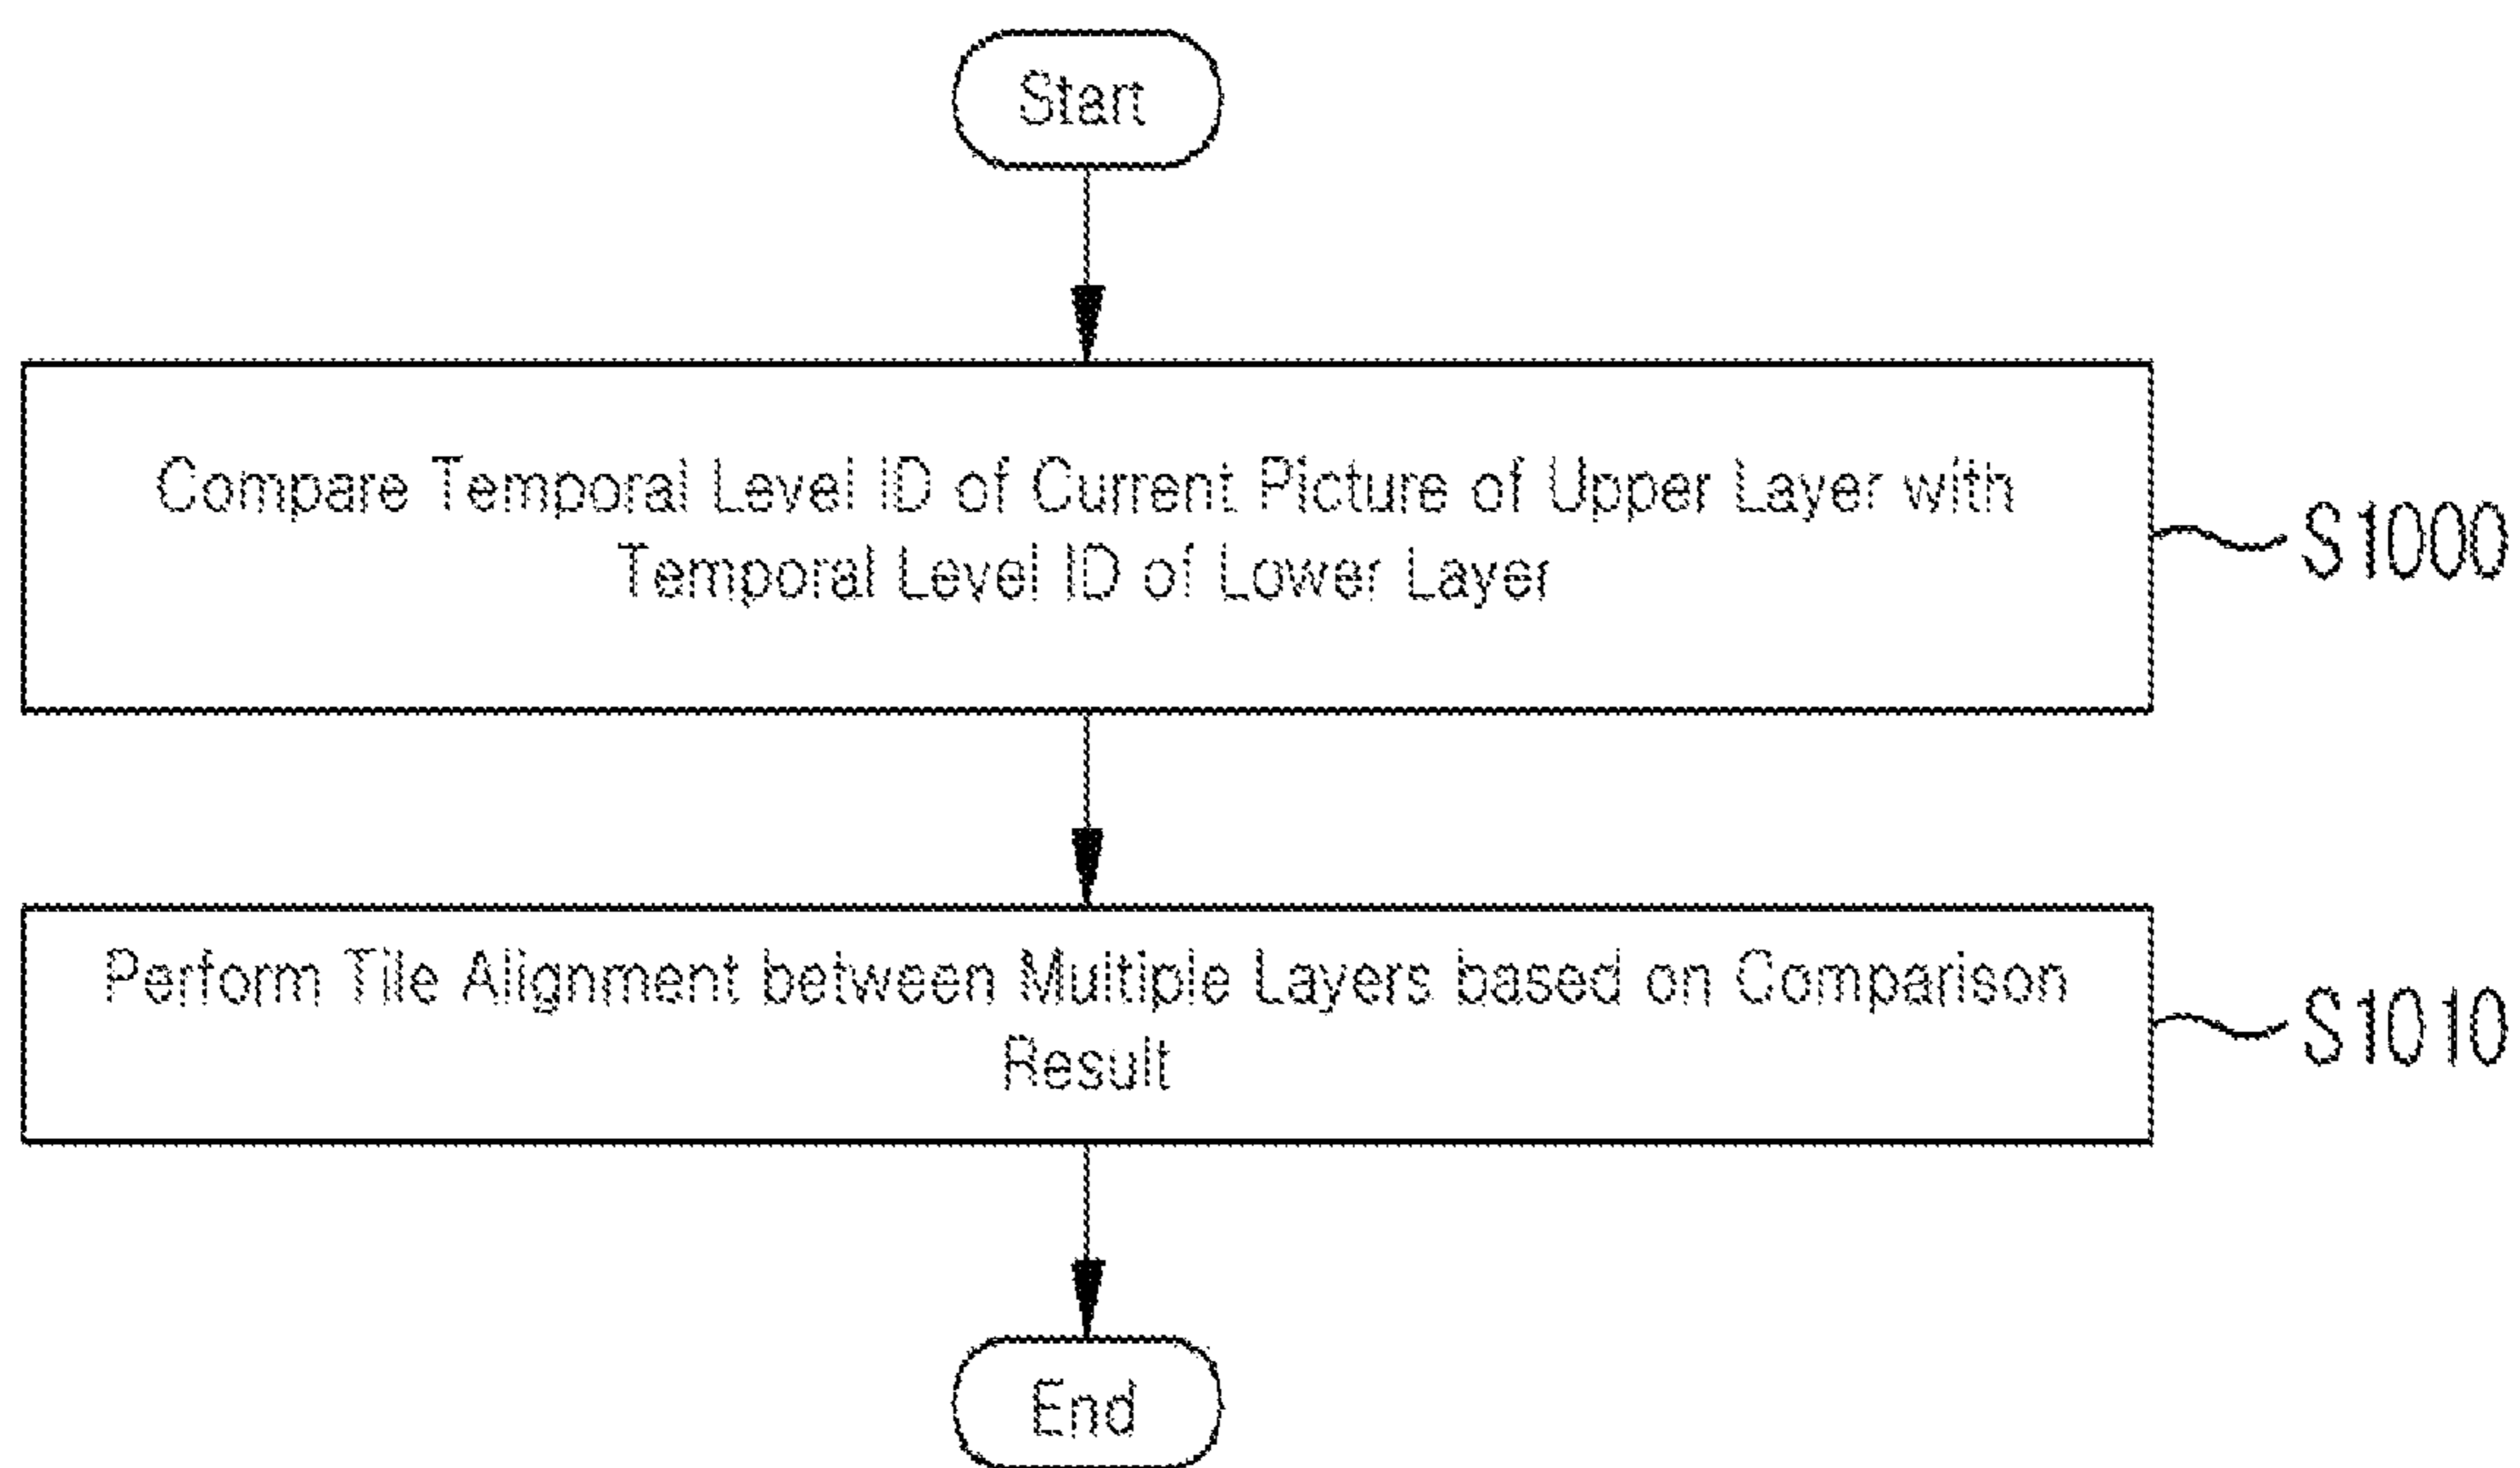 Start
Compare Temporal Level ID of Current Picture of Upper Layer with
Temporal Level ID of Lower Layer
S1000
Perform Tile Alignment between Multiple Layers based on Comparison
Result
S1010
End